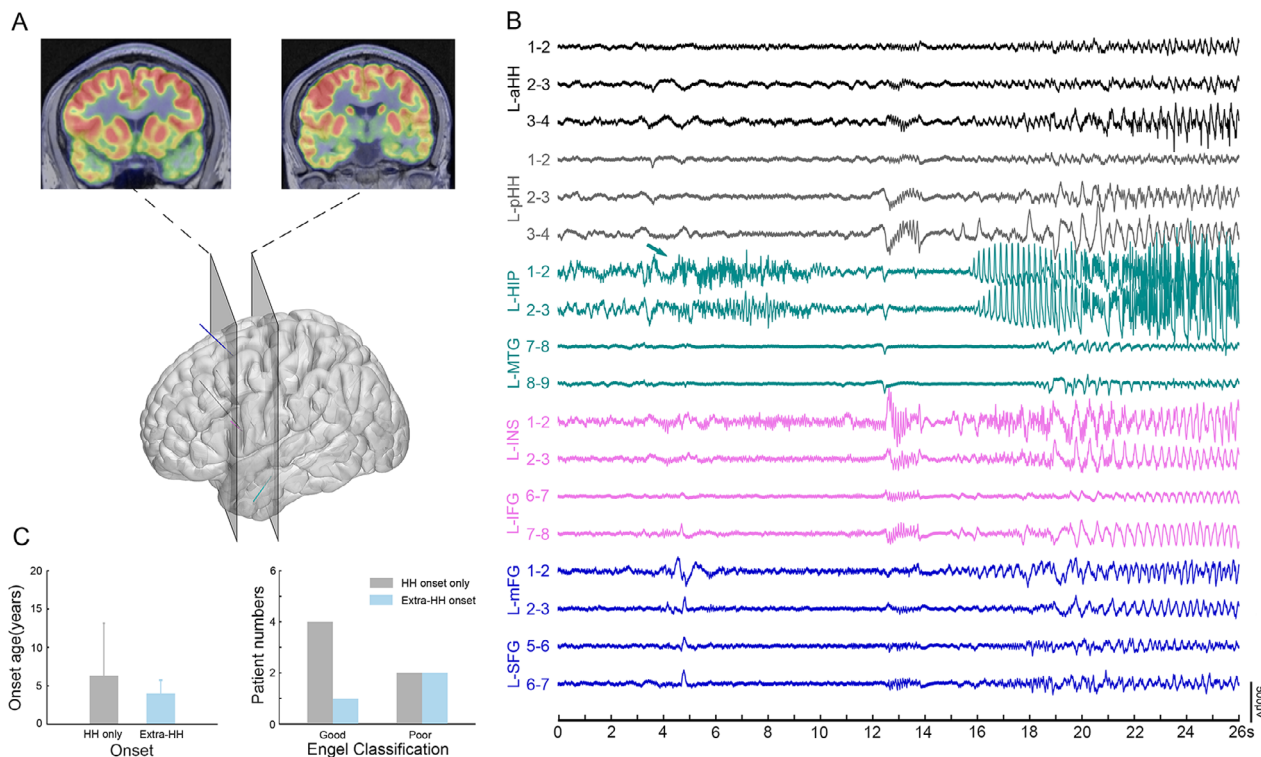 A
B
L-aHH
1-2
2-3
3-4
L-pHH
1-2
2-3
3-4
L-HIP
1-2
2-3
L-MTG
7-8
8-9
L-INS
1-2
2-3
L-IFG
6-7
7-8
L-mFG
1-2
2-3
L-SFG
5-6
6-7
0 2 4 6 8 10 12 14 16 18 20 22 24 26s
C
Onset age(years)
20
15
10
5
0
HH only Extra-HH
Onset
Patient numbers
6
4
2
0
HH onset only
Extra-HH onset
Good Poor
Engel Classification